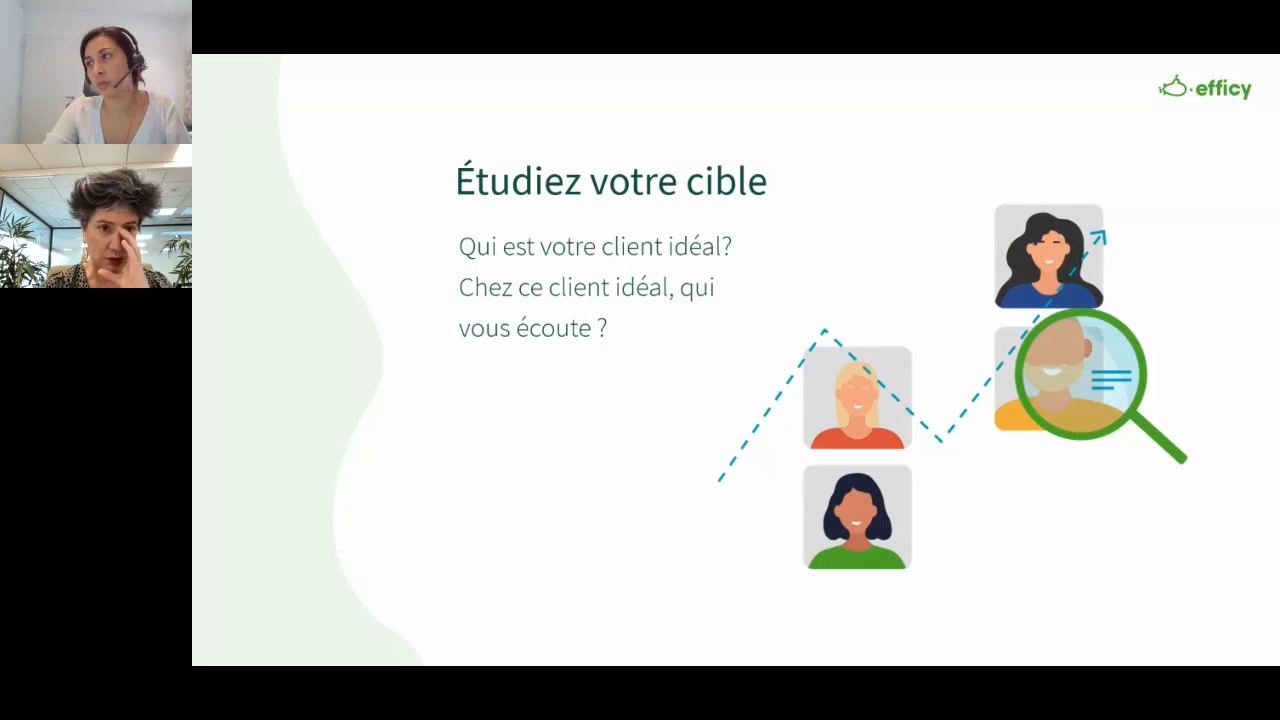 efficy
Étudiez votre cible
Qui est votre client idéal?
Chez ce client idéal, qui
vous écoute ?